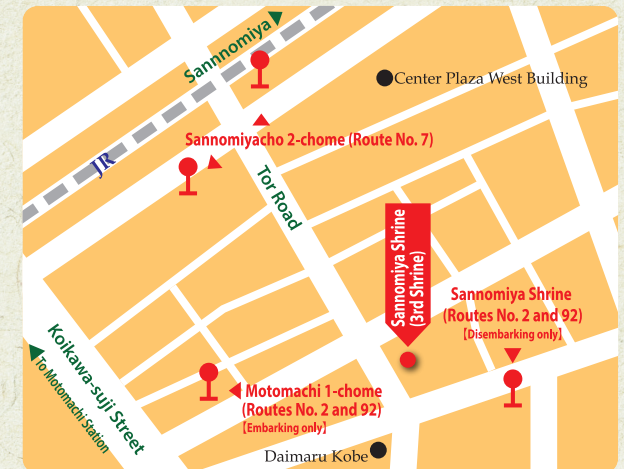 Sannnomiya
Center Plaza West Building
Sannomiyacho 2-chome (Route No. 7)
JR
Tor Road
Sannomiya Shrine
(3rd Shrine)
Sannomiya Shrine
(Routes No. 2 and 92)
【Disembarking only】
Koikawa-suji Street
To Motomachi Station
Motomachi 1-chome
(Routes No. 2 and 92)
【Embarking only】
Daimaru Kobe